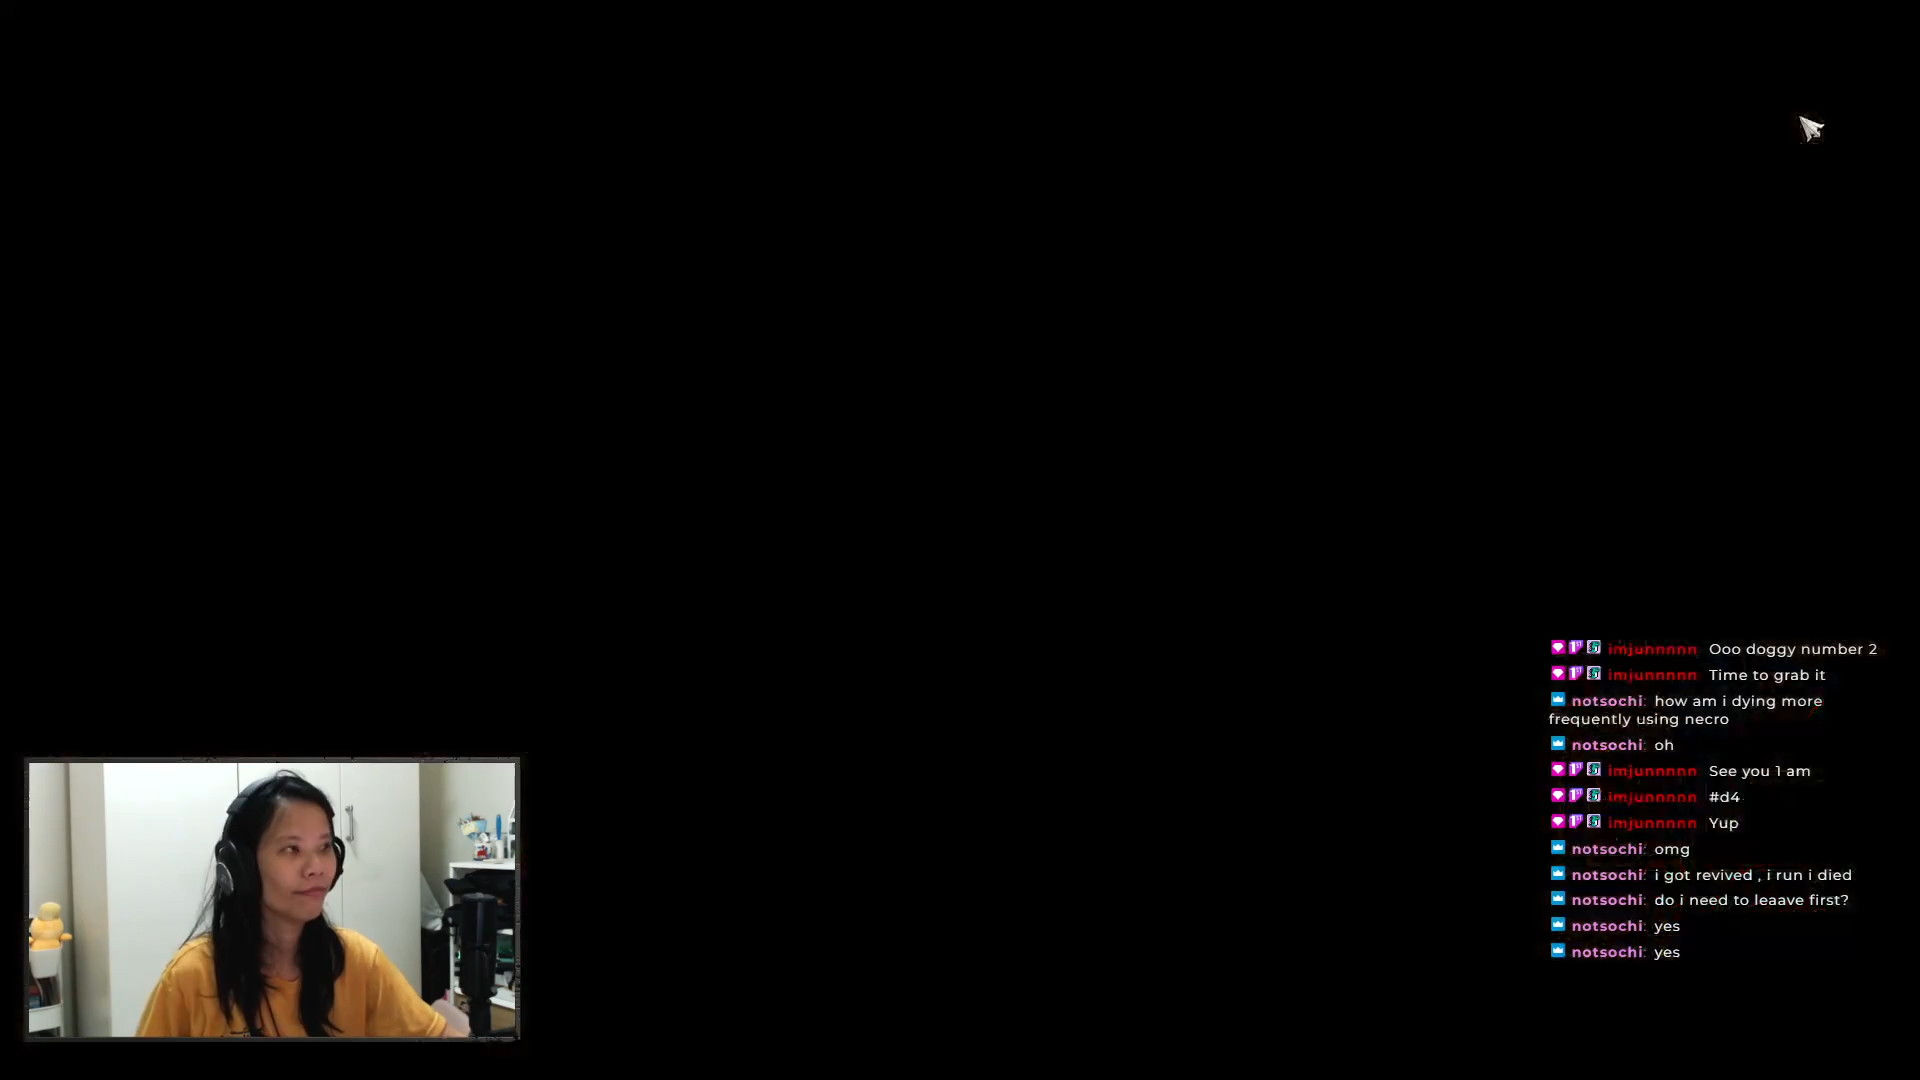 imjunnnnn Ooo doggy number 2
imjunnnnn Time to grab it
notsochi: how am i dying more
frequently using necro
notsochi: oh
imjunnnnn See you 1 am
imjunnnnn #d4
imjunnnnn Yup
notsochi: omg
notsochi: i got revived , i run i died
notsochi: do i need to leaave first?
notsochi: yes
notsochi: yes